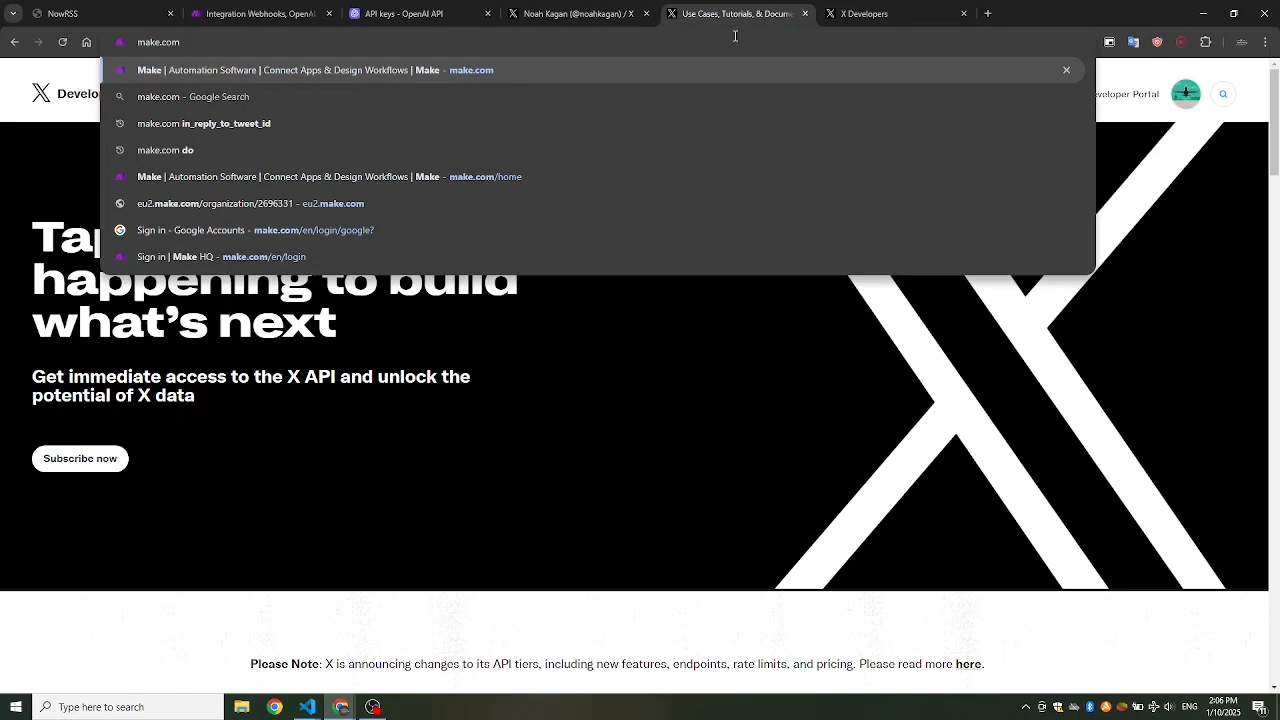 NowRSS
Integration Webhooks, OpenAI
API keys - OpenAI API
Noah Kagan (@noahkagan) / X
Use Cases, Tutorials, & Docume
X Developers
make.com
Make | Automation Software | Connect Apps & Design Workflows | Make - make.com
make.com - Google Search
make.com in_reply_to_tweet_id
make.com do
Make | Automation Software | Connect Apps & Design Workflows | Make - make.com/home
eu2.make.com/organization/2696331 - eu2.make.com
Sign in - Google Accounts - make.com/en/login/google?
Sign in | Make HQ - make.com/en/login
Develo
veloper Portal
Tap
happening to build
what's next
Get immediate access to the X API and unlock the
potential of X data
Subscribe now
Please Note: X is announcing changes to its API tiers, including new features, endpoints, rate limits, and pricing. Please read more here.
Type here to search
ENG
2:06 PM
1/10/2025